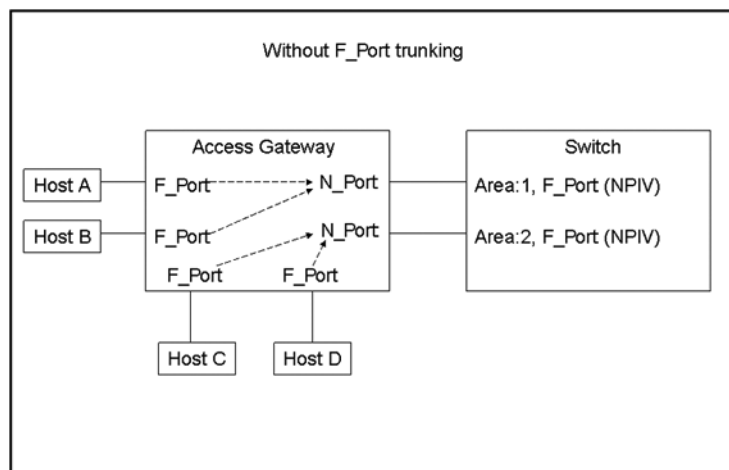 Without F_Port trunking
Access Gateway
Switch
Host A
F_Port
N_Port
Area:1, F_Port (NPIV)
Host B
F_Port
N_Port
Area:2, F_Port (NPIV)
F_Port
F_Port
Host C
Host D